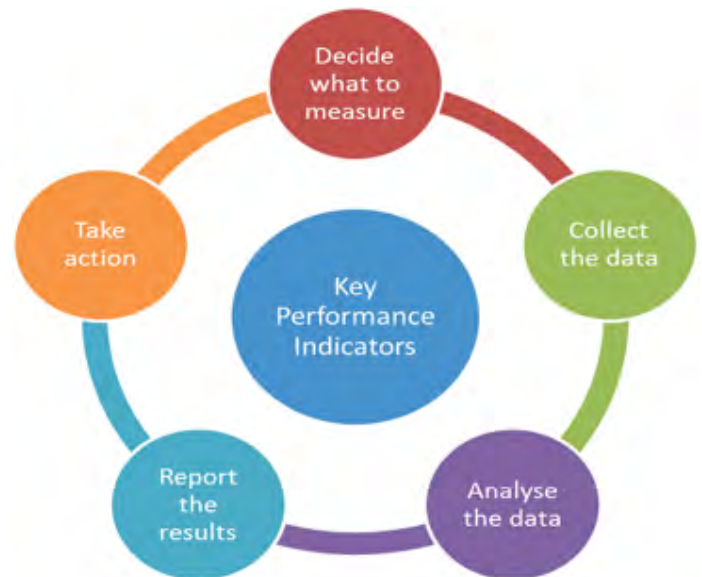 Decide
what to
measure
Collect
the data
Analyse
the data
Report
the
results
Take
action
Key
Performance
Indicators